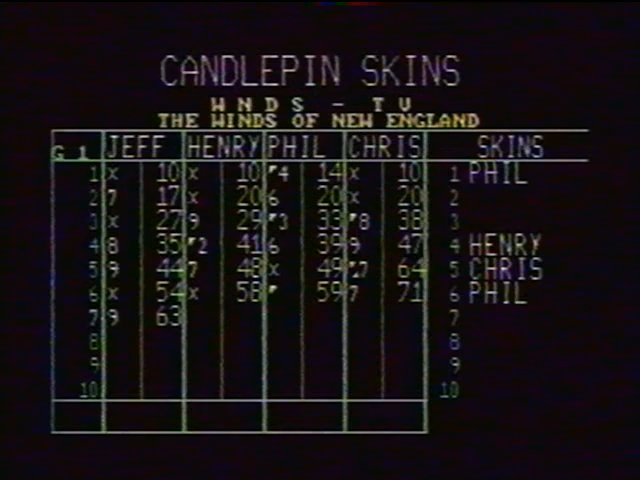 CANDLEPIN SKINS
WNDS - TV
THE WINDS OF NEW ENGLAND
G 1 JEFF HENRY PHIL CHRIS SKINS
1 x 10 x 10 4 14 x 10 1 PHIL
2 7 17 x 20 6 20 x 20 2
3 x 27 9 29 3 33 8 38 3
4 8 35 2 41 6 39 9 47 4 HENRY
5 9 44 7 48 x 49 7 64 5 CHRIS
6 x 54 x 58 59 7 71 6 PHIL
7 9 63 7
8 8
9 9
10 10